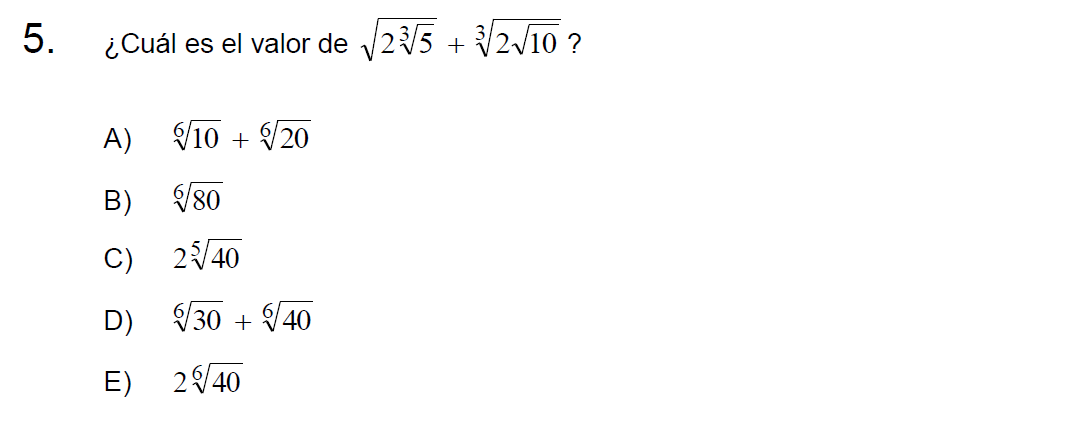 5. ¿Cuál es el valor de √(2∛5) + ∛(2√10) ?
A) ⁶√10 + ⁶√20
B) ⁶√80
C) 2⁵√40
D) ⁶√30 + ⁶√40
E) 2⁶√40